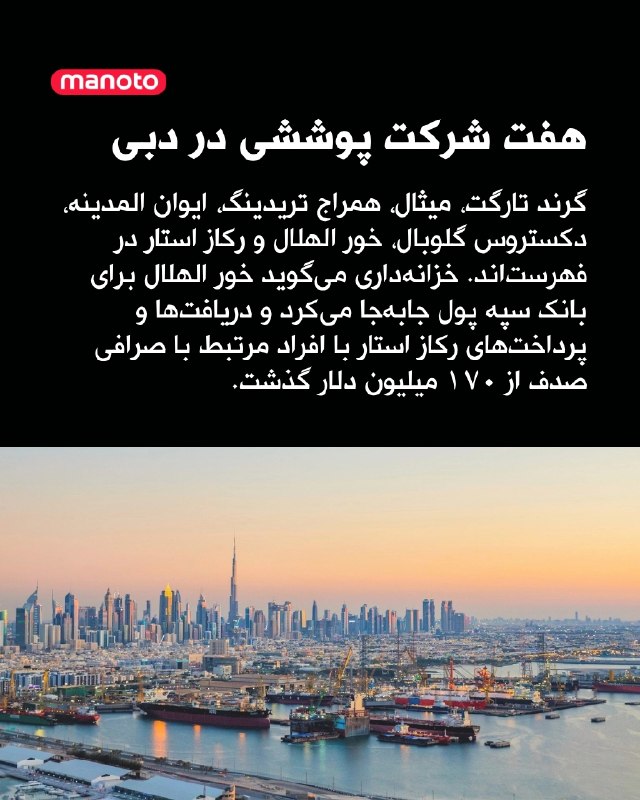 manoto
هفت شرکت پوششی در دبی
گرند تارگت، میثال، همراج تریدینگ، ایوان المدینه،
دکستروس گلوبال، خور الهلال و رکاز استار در
فهرست‌اند. خزانه‌داری می‌گوید خور الهلال برای
بانک سپه پول جابه‌جا می‌کرد و دریافت‌ها و
پرداخت‌های رکاز استار با افراد مرتبط با صرافی
صدف از ۱۷۰ میلیون دلار گذشت.